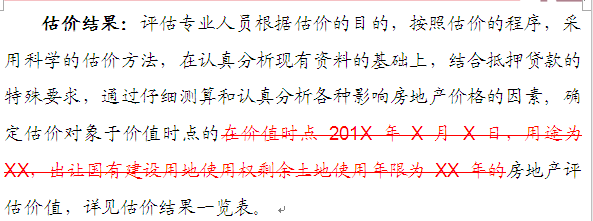 估价结果：评估专业人员根据估价的目的，按照估价的程序，采
用科学的估价方法，在认真分析现有资料的基础上，结合抵押贷款的
特殊要求，通过仔细测算和认真分析各种影响房地产价格的因素，确
定估价对象于价值时点的在价值时点 201X 年 X 月 X 日，用途为
XX，出让国有建设用地使用权剩余土地使用年限为 XX 年的房地产评
估价值，详见估价结果一览表。